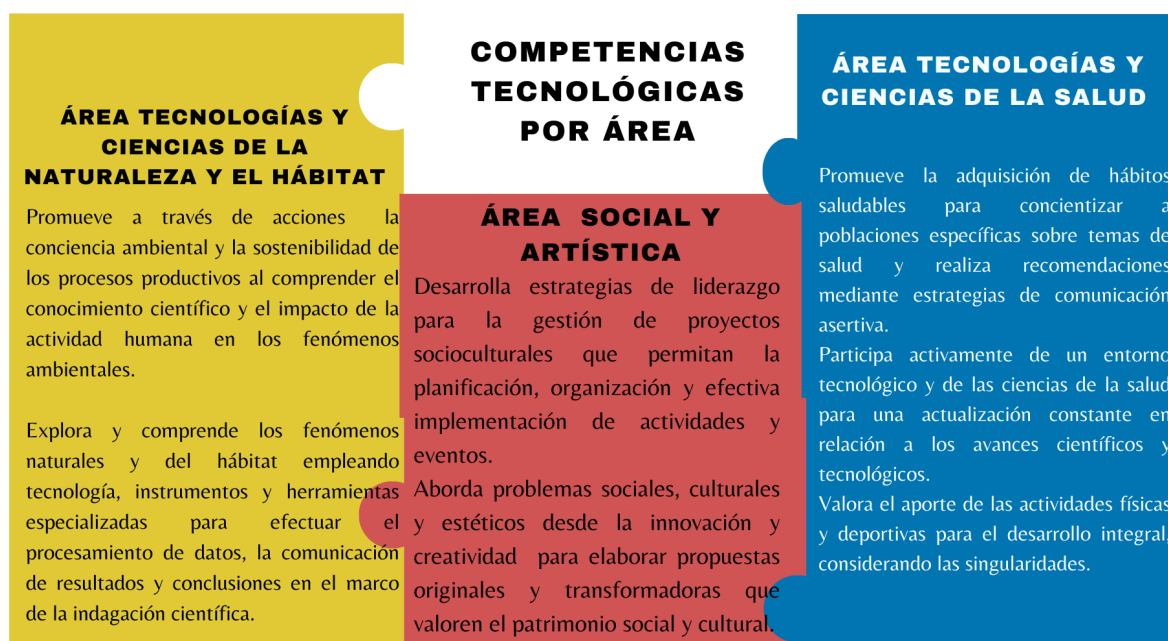 COMPETENCIAS
TECNOLÓGICAS
POR ÁREA
ÁREA TECNOLOGÍAS Y
CIENCIAS DE LA
NATURALEZA Y EL HÁBITAT
Promueve a través de acciones la
conciencia ambiental y la sostenibilidad de
los procesos productivos al comprender el
conocimiento científico y el impacto de la
actividad humana en los fenómenos
ambientales.
Explora y comprende los fenómenos
naturales y del hábitat empleando
tecnología, instrumentos y herramientas
especializadas para efectuar el
procesamiento de datos, la comunicación
de resultados y conclusiones en el marco
de la indagación científica.
ÁREA SOCIAL Y
ARTÍSTICA
Desarrolla estrategias de liderazgo
para la gestión de proyectos
socioculturales que permitan la
planificación, organización y efectiva
implementación de actividades y
eventos.
Aborda problemas sociales, culturales
y estéticos desde la innovación y
creatividad para elaborar propuestas
originales y transformadoras que
valoren el patrimonio social y cultural.
ÁREA TECNOLOGÍAS Y
CIENCIAS DE LA SALUD
Promueve la adquisición de hábitos
saludables para concientizar a
poblaciones específicas sobre temas de
salud y realiza recomendaciones
mediante estrategias de comunicación
asertiva.
Participa activamente de un entorno
tecnológico y de las ciencias de la salud
para una actualización constante en
relación a los avances científicos y
tecnológicos.
Valora el aporte de las actividades físicas
y deportivas para el desarrollo integral,
considerando las singularidades.